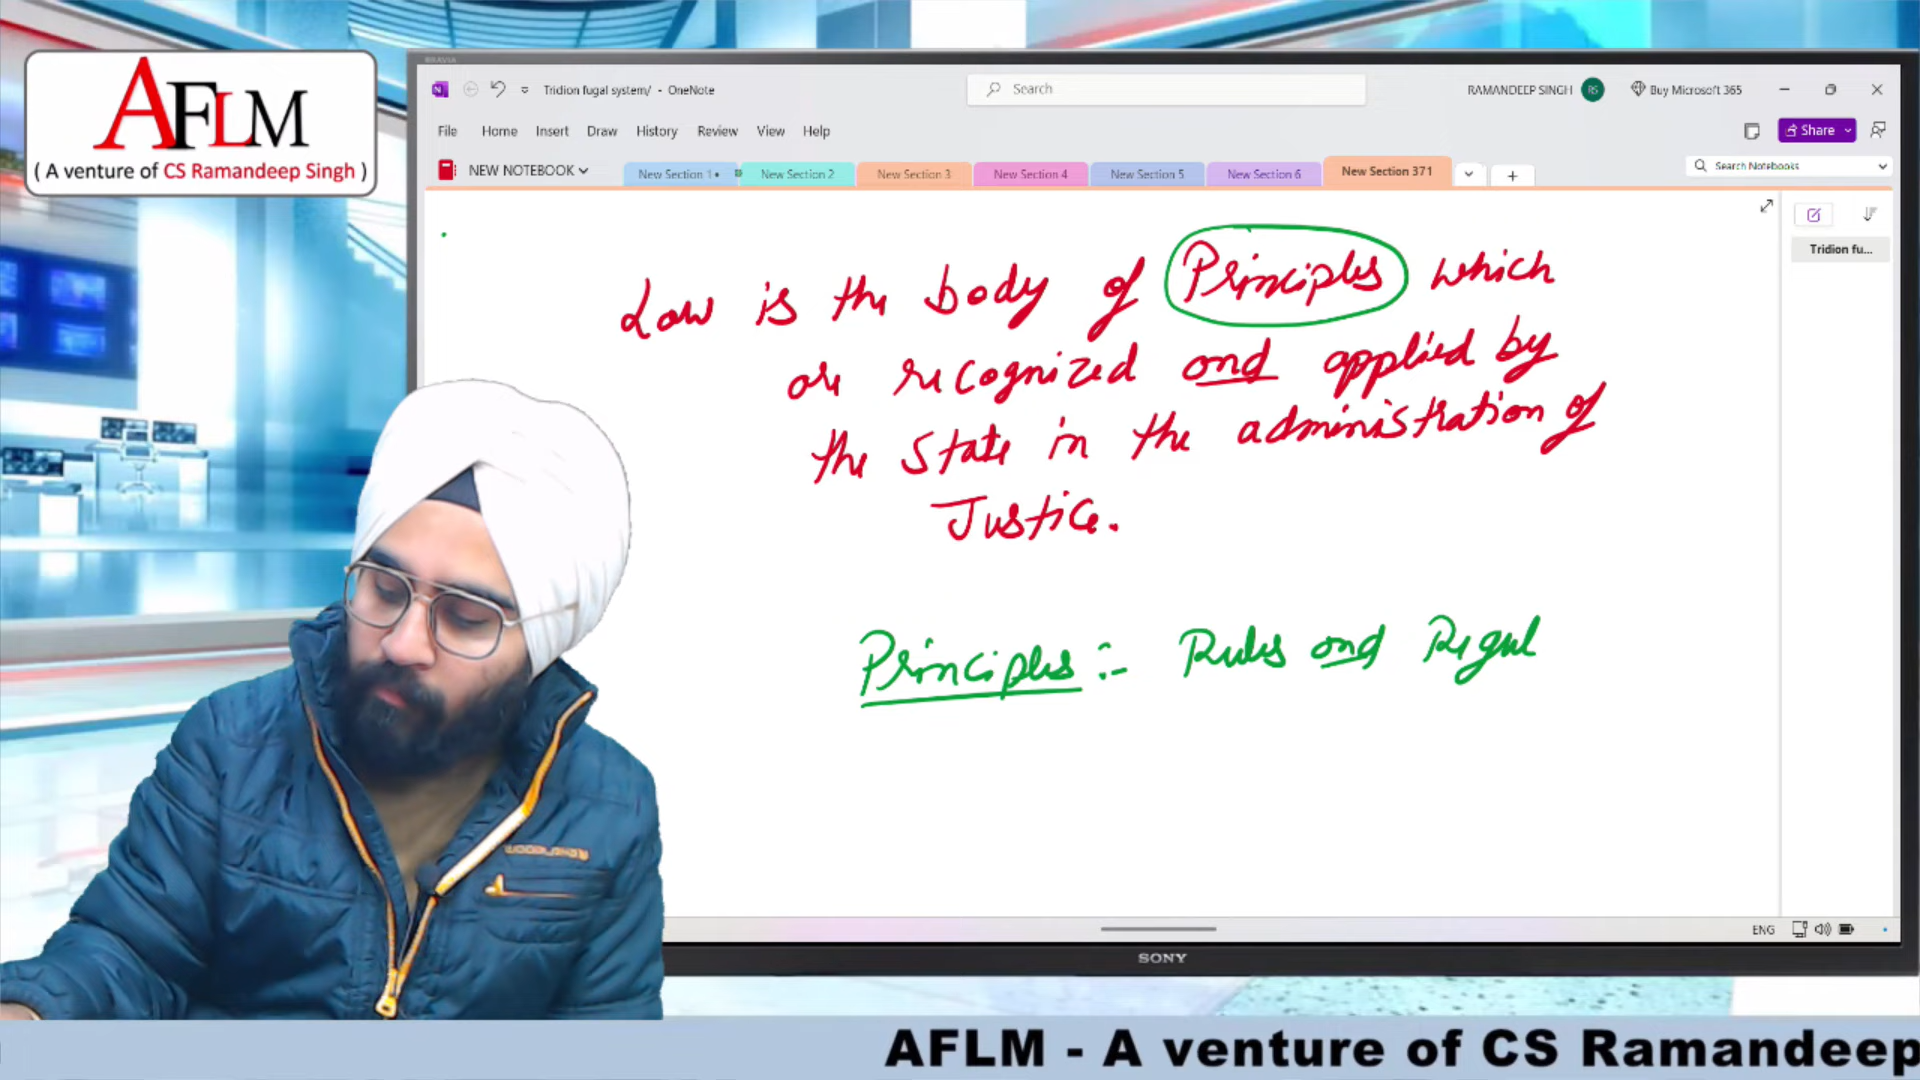 BRAVIA
AFLM
( A venture of CS Ramandeep Singh )
Tridion fugal system/ - OneNote
Search
RAMANDEEP SINGH RS Buy Microsoft 365
File Home Insert Draw History Review View Help
Share
NEW NOTEBOOK New Section 1 New Section 2 New Section 3 New Section 4 New Section 5 New Section 6 New Section 371 Search Notebooks
Tridion fu...
Law is the body of Principles which
are recognized and applied by
the State in the administration of
Justice.
Principles :- Rules and Regul
ENG
SONY
AFLM - A venture of CS Ramandeep